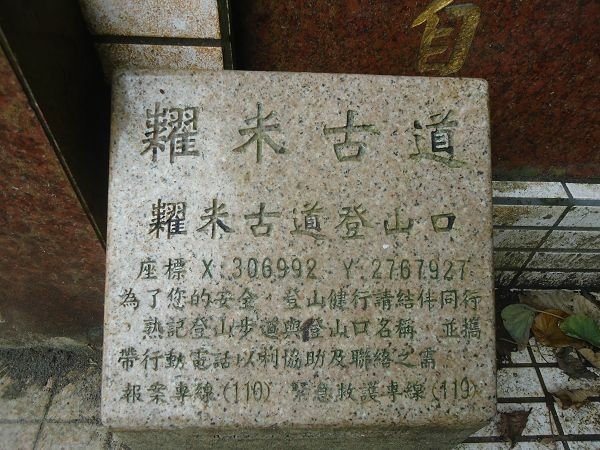 自
糶米古道
糶米古道登山口
座標 X:306992 Y:2767927
為了您的安全，登山健行請結伴同行
，熟記登山步道與登山口名稱，並攜
帶行動電話以利協助及聯絡之需
報案專線(110) 緊急救護專線(119)